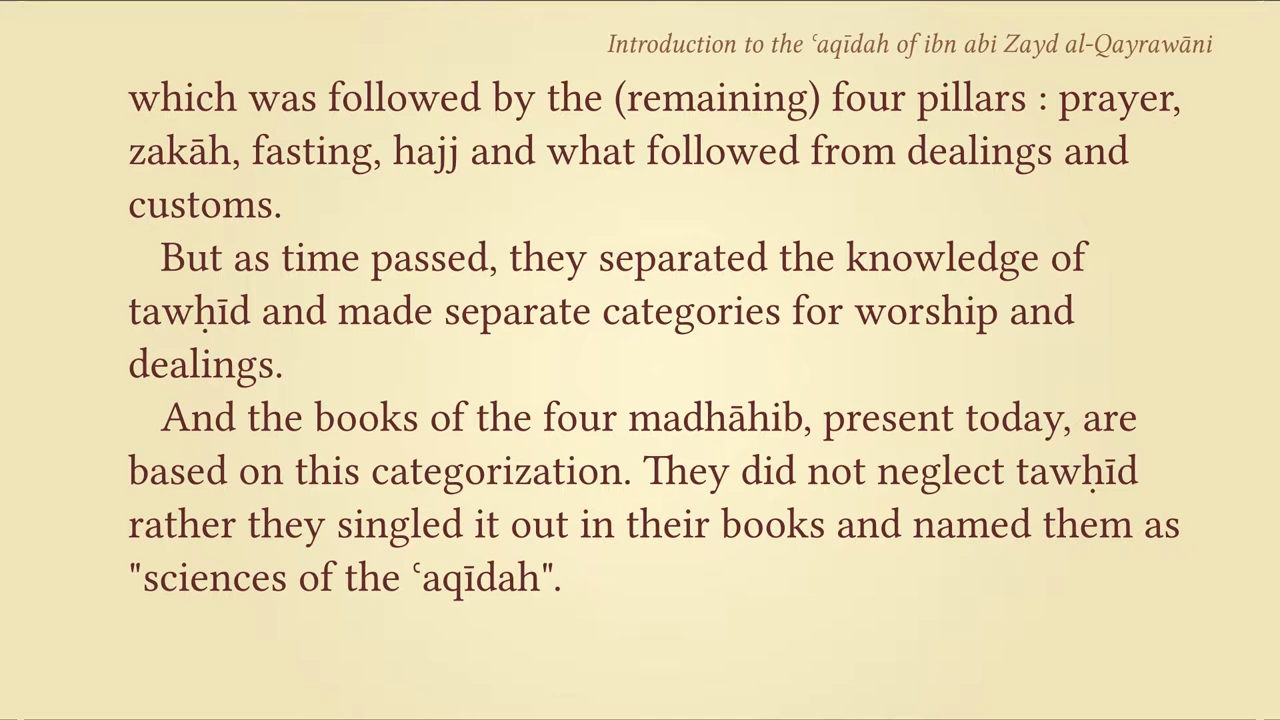 Introduction to the ʿaqīdah of ibn abi Zayd al-Qayrawāni
which was followed by the (remaining) four pillars : prayer,
zakāh, fasting, hajj and what followed from dealings and
customs.
But as time passed, they separated the knowledge of
tawḥīd and made separate categories for worship and
dealings.
And the books of the four madhāhib, present today, are
based on this categorization. They did not neglect tawḥīd
rather they singled it out in their books and named them as
"sciences of the ʿaqīdah".